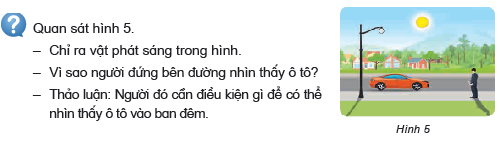 ?
Quan sát hình 5.
– Chỉ ra vật phát sáng trong hình.
– Vì sao người đứng bên đường nhìn thấy ô tô?
– Thảo luận: Người đó cần điều kiện gì để có thể
nhìn thấy ô tô vào ban đêm.
Hình 5